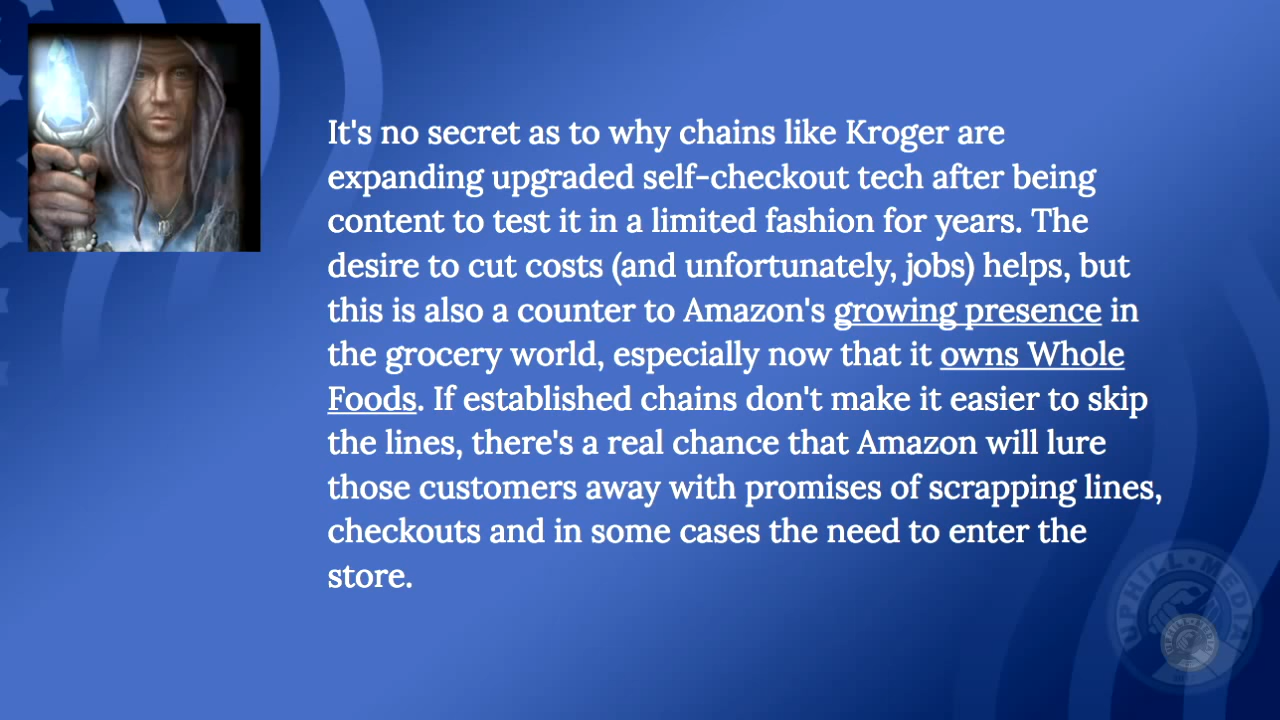 It's no secret as to why chains like Kroger are
expanding upgraded self-checkout tech after being
content to test it in a limited fashion for years. The
desire to cut costs (and unfortunately, jobs) helps, but
this is also a counter to Amazon's growing presence in
the grocery world, especially now that it owns Whole
Foods. If established chains don't make it easier to skip
the lines, there's a real chance that Amazon will lure
those customers away with promises of scrapping lines,
checkouts and in some cases the need to enter the
store.
UPHILL • MEDIA